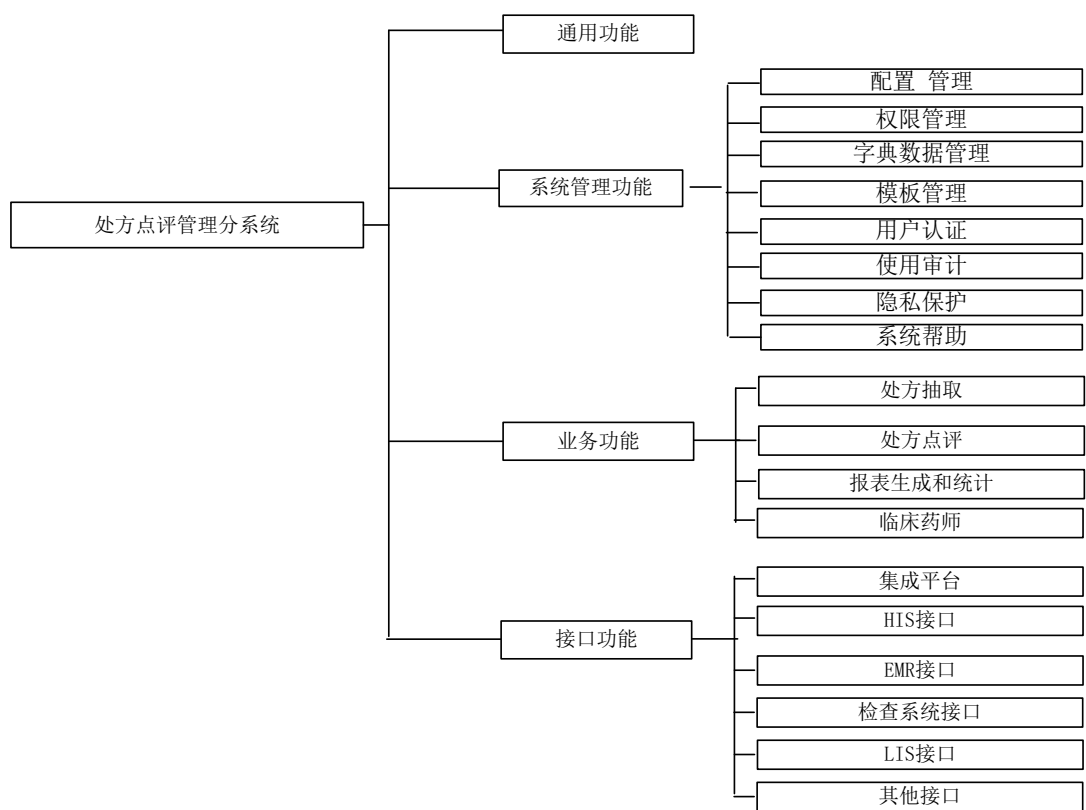 通用功能
配置 管理
权限管理
字典数据管理
系统管理功能
模板管理
处方点评管理分系统
用户认证
使用审计
隐私保护
系统帮助
处方抽取
业务功能
处方点评
报表生成和统计
临床药师
集成平台
HIS接口
接口功能
EMR接口
检查系统接口
LIS接口
其他接口